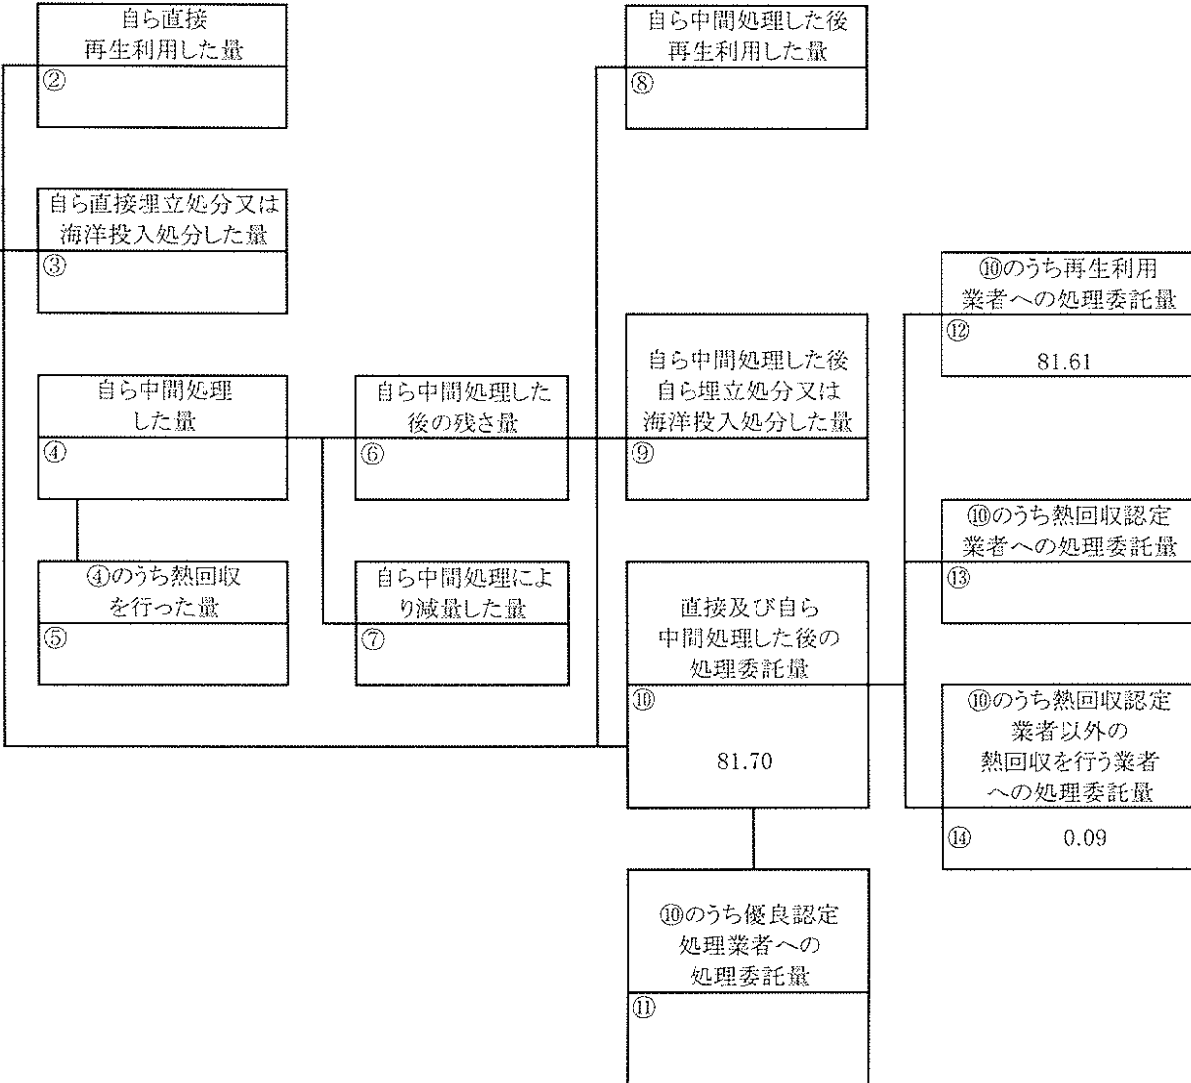 自ら直接
再生利用した量
②
自ら中間処理した後
再生利用した量
⑧
自ら直接埋立処分又は
海洋投入処分した量
③
⑩のうち再生利用
業者への処理委託量
⑫
81.61
自ら中間処理
した量
④
自ら中間処理した
後の残さ量
⑥
自ら中間処理した後
自ら埋立処分又は
海洋投入処分した量
⑨
⑩のうち熱回収認定
業者への処理委託量
⑬
④のうち熱回収
を行った量
⑤
自ら中間処理によ
り減量した量
⑦
直接及び自ら
中間処理した後の
処理委託量
⑩
81.70
⑩のうち熱回収認定
業者以外の
熱回収を行う業者
への処理委託量
⑭ 0.09
⑩のうち優良認定
処理業者への
処理委託量
⑪